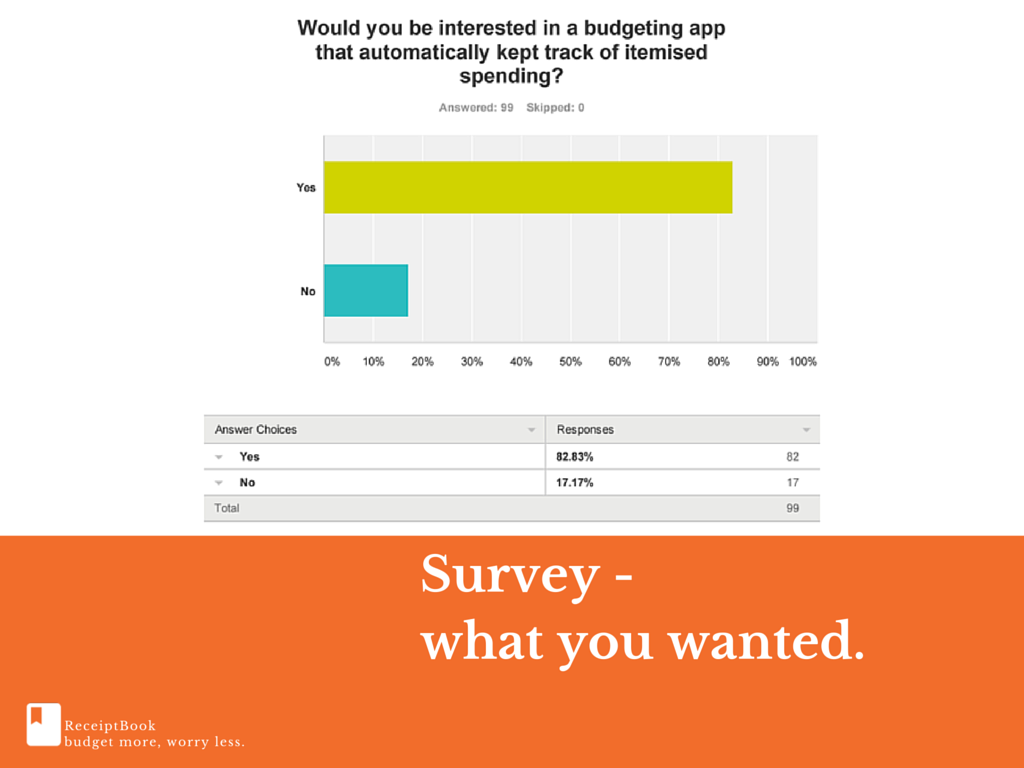 Would you be interested in a budgeting app
that automatically kept track of itemised
spending?
Answered: 99 Skipped: 0
Yes
No
0% 10% 20% 30% 40% 50% 60% 70% 80% 90% 100%
Answer Choices Responses
Yes 82.83% 82
No 17.17% 17
Total 99
Survey -
what you wanted.
ReceiptBook
budget more, worry less.